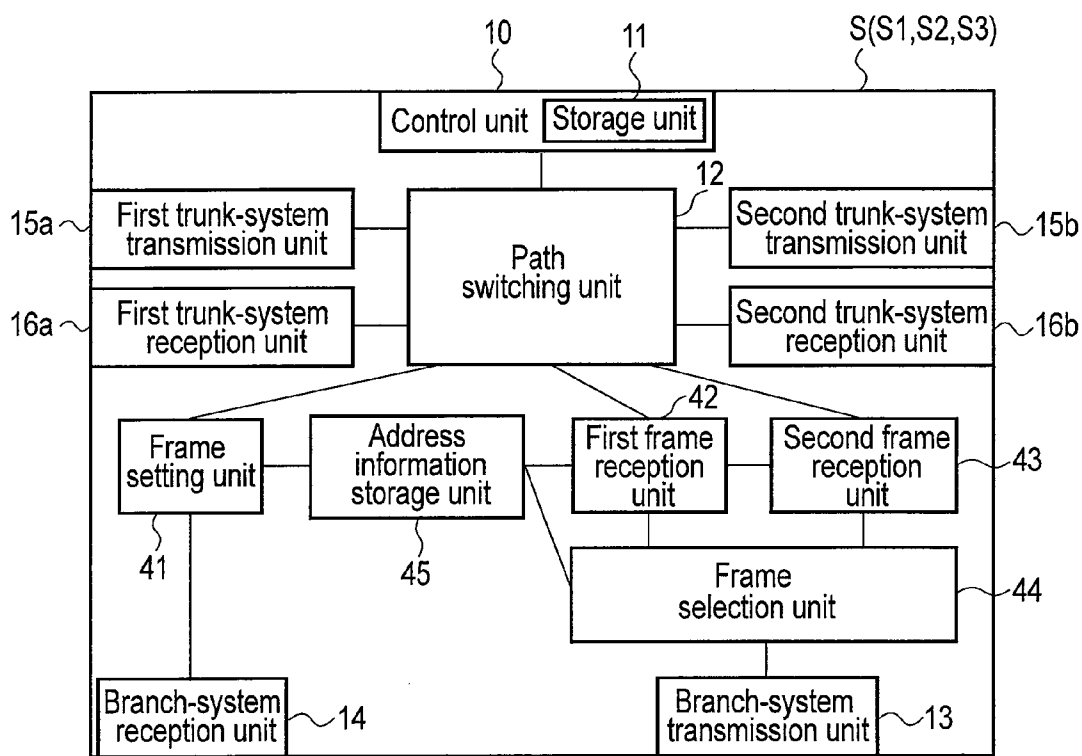 10
11
S(S1,S2,S3)
Control unit
Storage unit
12
15a
First trunk-system
transmission unit
Path
switching unit
Second trunk-system
transmission unit
15b
16a
First trunk-system
reception unit
Second trunk-system
reception unit
16b
42
Frame
setting unit
Address
information
storage unit
First frame
reception
unit
Second frame
reception
unit
43
41
45
Frame
selection unit
44
Branch-system
reception unit
14
Branch-system
transmission unit
13